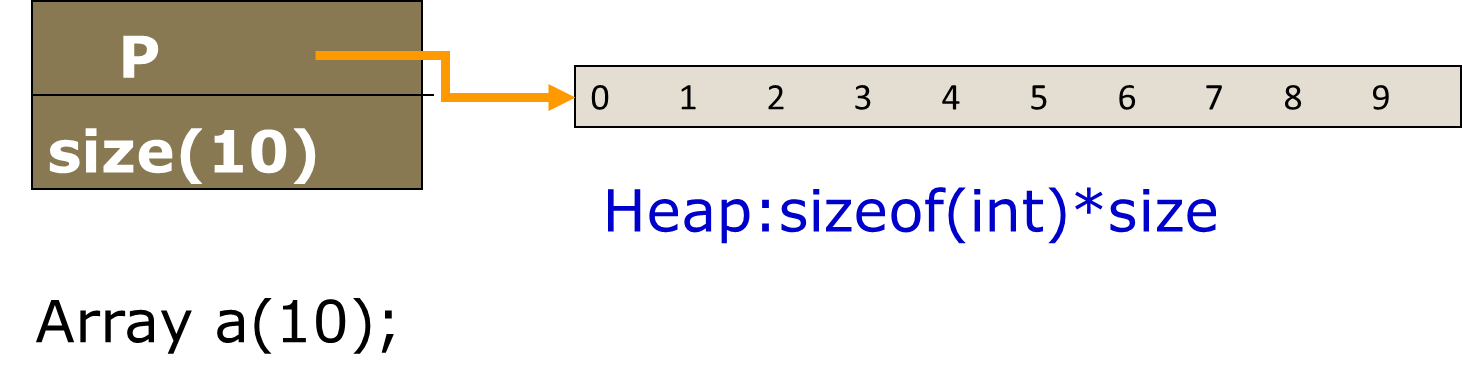 P
0 1 2 3 4 5 6 7 8 9
size(10)
Heap:sizeof(int)*size
Array a(10);